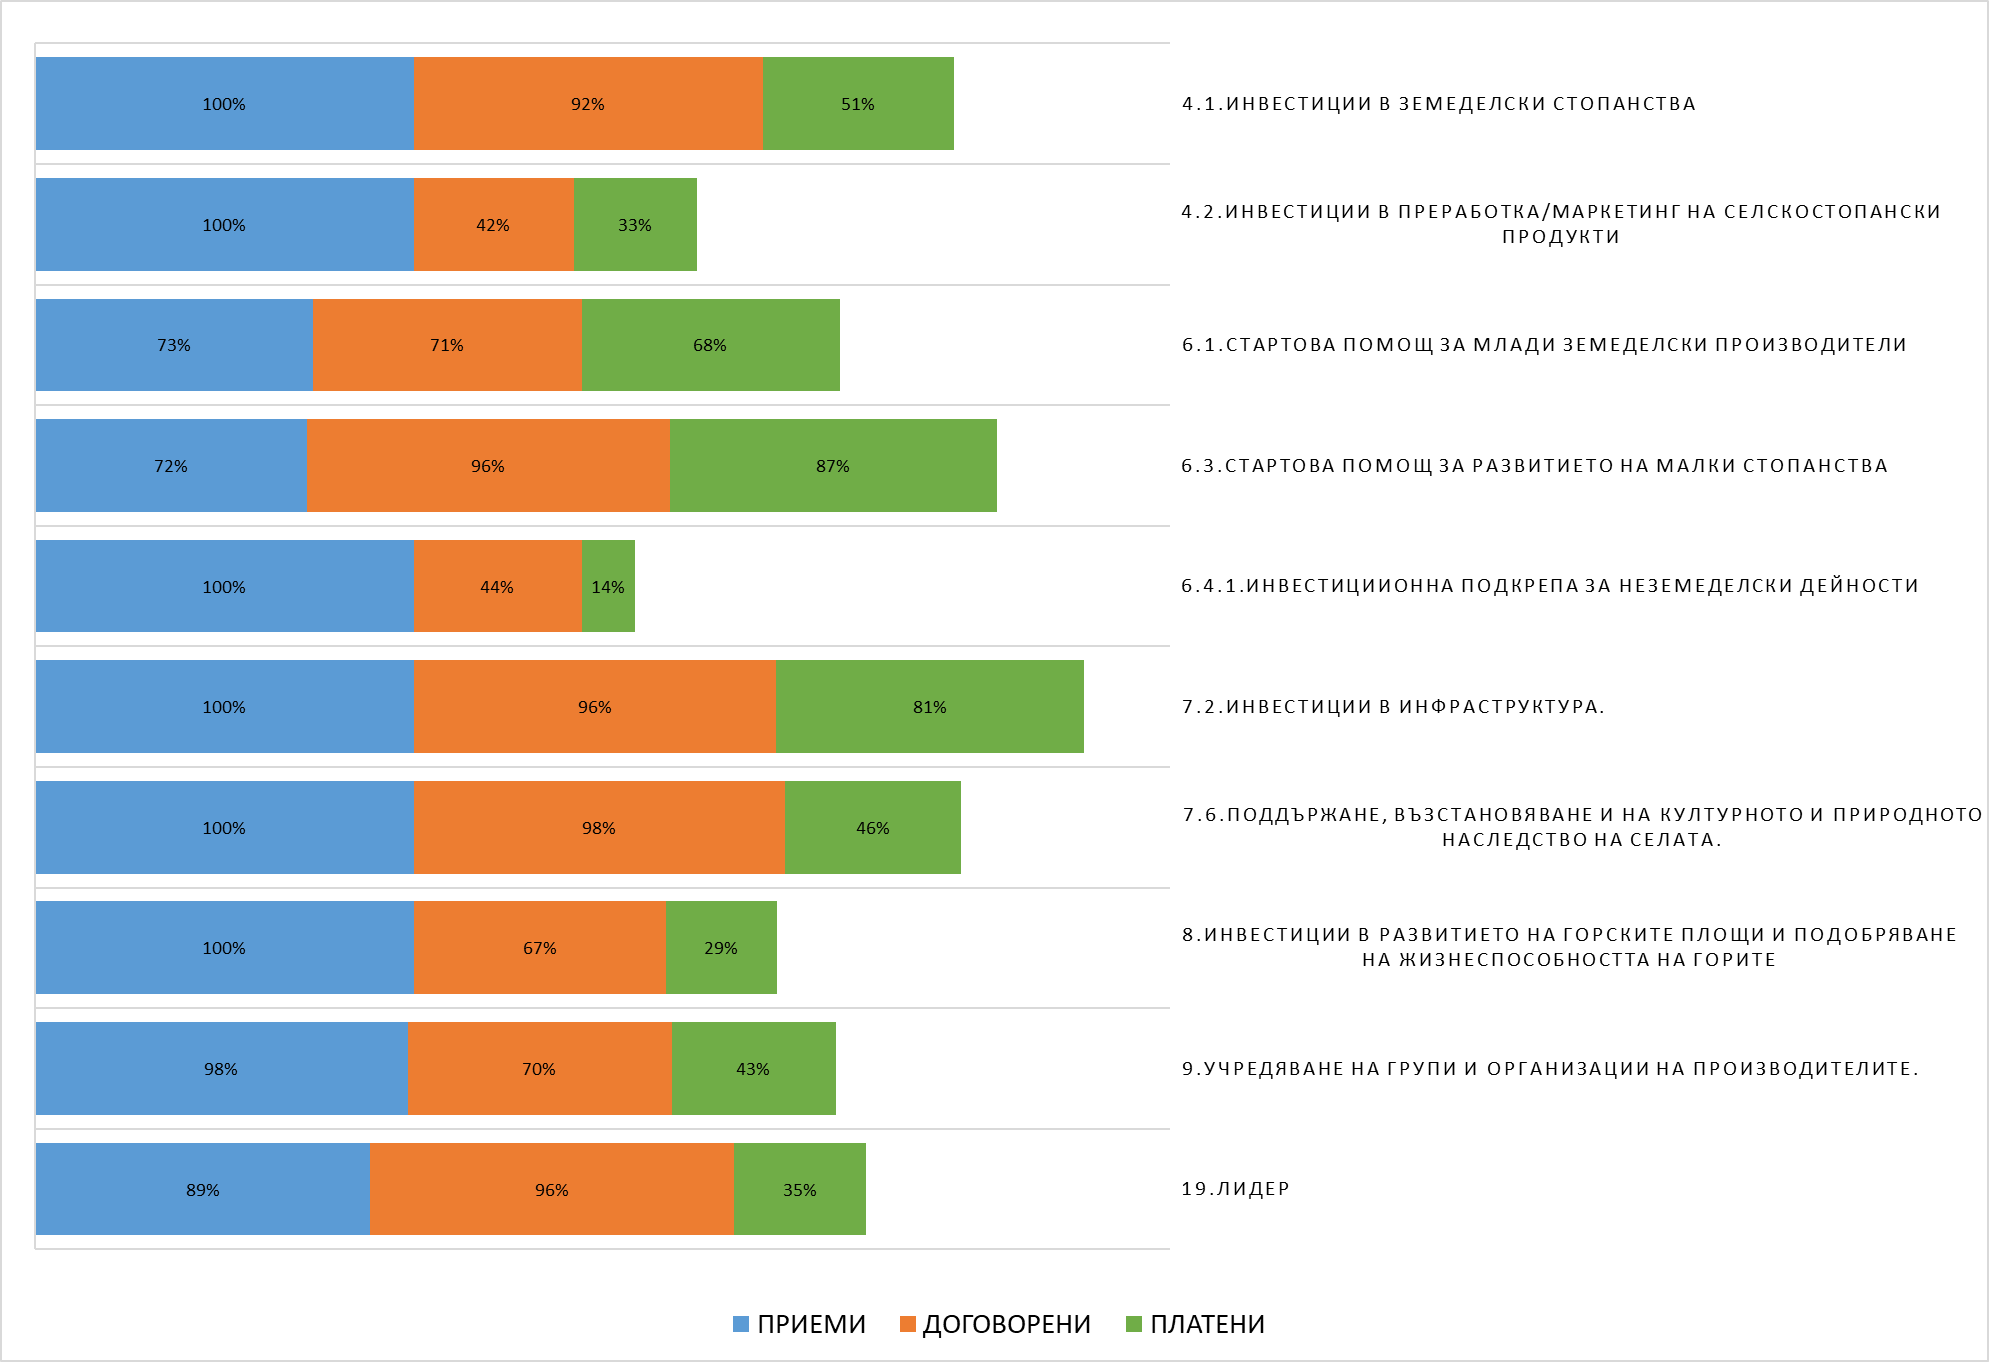 100% 92% 51% 4.1.ИНВЕСТИЦИИ В ЗЕМЕДЕЛСКИ СТОПАНСТВА
100% 42% 33% 4.2.ИНВЕСТИЦИИ В ПРЕРАБОТКА/МАРКЕТИНГ НА СЕЛСКОСТОПАНСКИ
ПРОДУКТИ
73% 71% 68% 6.1.СТАРТОВА ПОМОЩ ЗА МЛАДИ ЗЕМЕДЕЛСКИ ПРОИЗВОДИТЕЛИ
72% 96% 87% 6.3.СТАРТОВА ПОМОЩ ЗА РАЗВИТИЕТО НА МАЛКИ СТОПАНСТВА
100% 44% 14% 6.4.1.ИНВЕСТИЦИИОННА ПОДКРЕПА ЗА НЕЗЕМЕДЕЛСКИ ДЕЙНОСТИ
100% 96% 81% 7.2.ИНВЕСТИЦИИ В ИНФРАСТРУКТУРА.
100% 98% 46% 7.6.ПОДДЪРЖАНЕ, ВЪЗСТАНОВЯВАНЕ И НА КУЛТУРНОТО И ПРИРОДНОТО
НАСЛЕДСТВО НА СЕЛАТА.
100% 67% 29% 8.ИНВЕСТИЦИИ В РАЗВИТИЕТО НА ГОРСКИТЕ ПЛОЩИ И ПОДОБРЯВАНЕ
НА ЖИЗНЕСПОСОБНОСТТА НА ГОРИТЕ
98% 70% 43% 9.УЧРЕДЯВАНЕ НА ГРУПИ И ОРГАНИЗАЦИИ НА ПРОИЗВОДИТЕЛИТЕ.
89% 96% 35% 19.ЛИДЕР
ПРИЕМИ ДОГОВОРЕНИ ПЛАТЕНИ